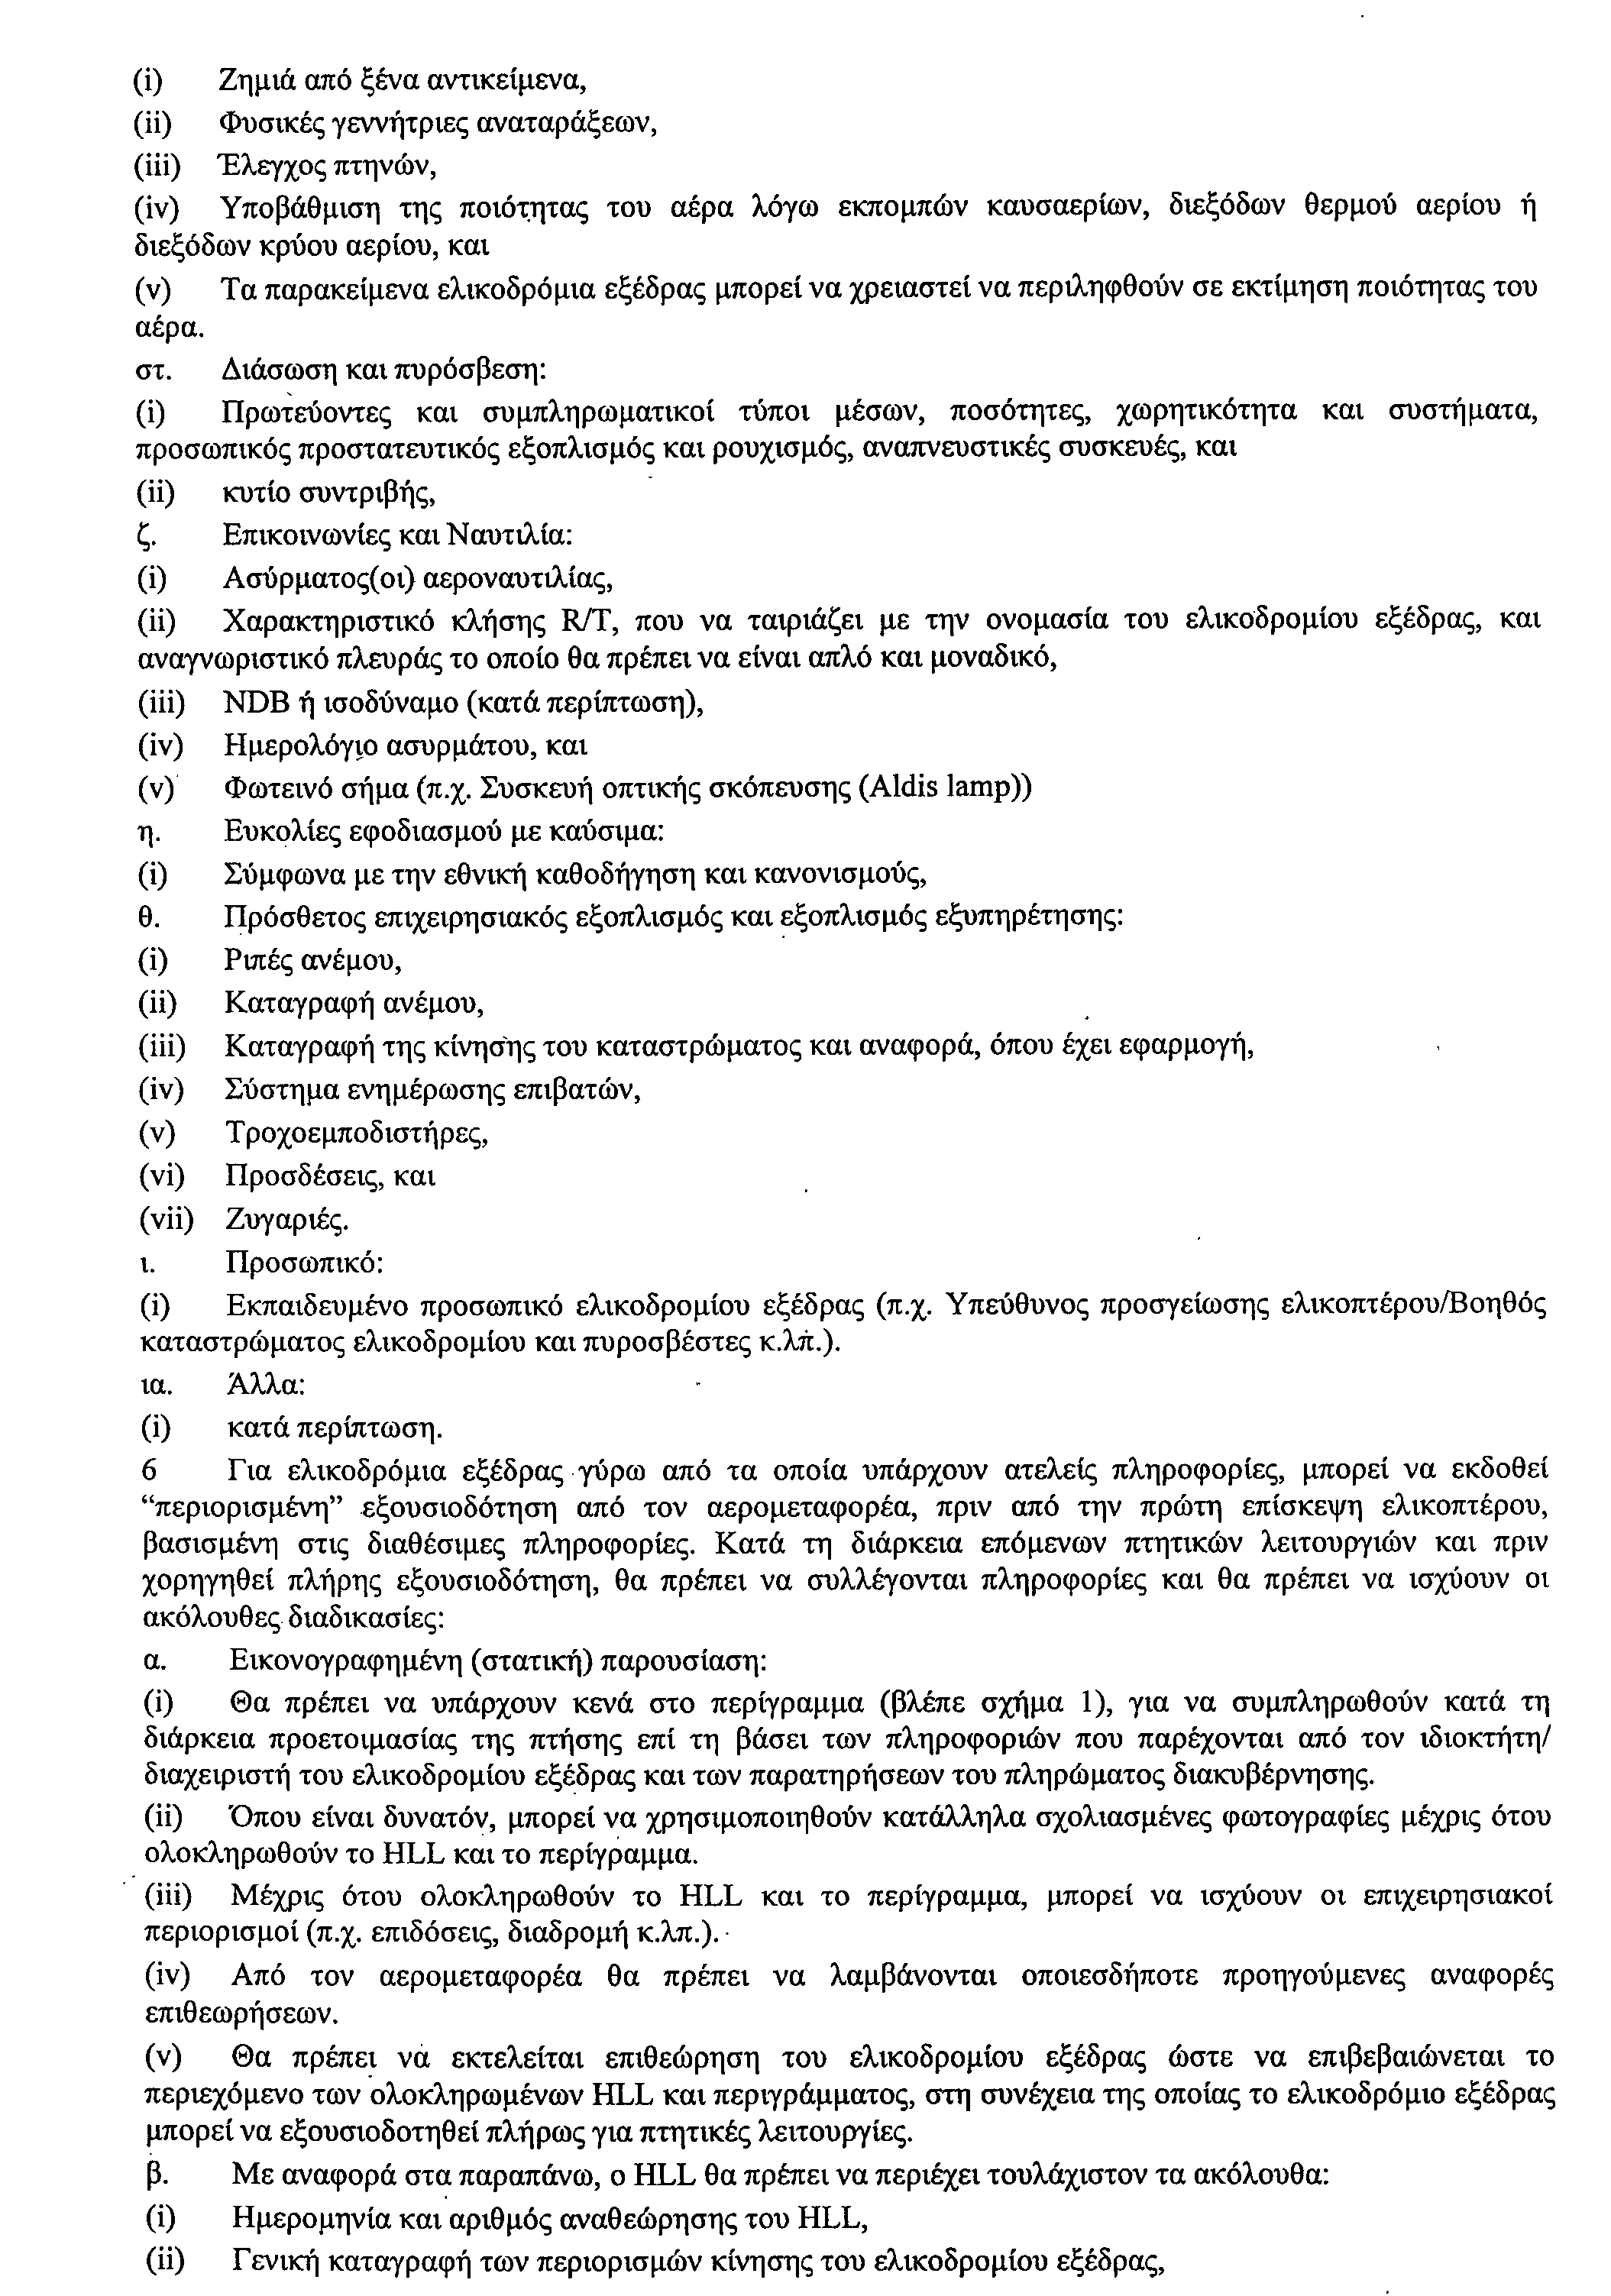 (i) Ζημιά από ξένα αντικείμενα,
(ii) Φυσικές γεννήτριες αναταράξεων,
(iii) Έλεγχος πτηνών,
(iv) Υποβάθμιση της ποιότητας του αέρα λόγω εκπομπών καυσαερίων, διεξόδων θερμού αερίου ή
διεξόδων κρύου αερίου, και
(v) Τα παρακείμενα ελικοδρόμια εξέδρας μπορεί να χρειαστεί να περιληφθούν σε εκτίμηση ποιότητας του
αέρα.
στ. Διάσωση και πυρόσβεση:
(i) Πρωτεύοντες και συμπληρωματικοί τύποι μέσων, ποσότητες, χωρητικότητα και συστήματα,
προσωπικός προστατευτικός εξοπλισμός και ρουχισμός, αναπνευστικές συσκευές, και
(ii) κυτίο συντριβής,
ζ. Επικοινωνίες και Ναυτιλία:
(i) Ασύρματος(οι) αεροναυτιλίας,
(ii) Χαρακτηριστικό κλήσης R/T, που να ταιριάζει με την ονομασία του ελικοδρομίου εξέδρας, και
αναγνωριστικό πλευράς το οποίο θα πρέπει να είναι απλό και μοναδικό,
(iii) NDB ή ισοδύναμο (κατά περίπτωση),
(iv) Ημερολόγιο ασυρμάτου, και
(v) Φωτεινό σήμα (π.χ. Συσκευή οπτικής σκόπευσης (Aldis lamp))
η. Ευκολίες εφοδιασμού με καύσιμα:
(i) Σύμφωνα με την εθνική καθοδήγηση και κανονισμούς,
θ. Πρόσθετος επιχειρησιακός εξοπλισμός και εξοπλισμός εξυπηρέτησης:
(i) Ριπές ανέμου,
(ii) Καταγραφή ανέμου,
(iii) Καταγραφή της κίνησης του καταστρώματος και αναφορά, όπου έχει εφαρμογή,
(iv) Σύστημα ενημέρωσης επιβατών,
(v) Τροχοεμποδιστήρες,
(vi) Προσδέσεις, και
(vii) Ζυγαριές.
ι. Προσωπικό:
(i) Εκπαιδευμένο προσωπικό ελικοδρομίου εξέδρας (π.χ. Υπεύθυνος προσγείωσης ελικοπτέρου/Βοηθός
καταστρώματος ελικοδρομίου και πυροσβέστες κ.λπ.).
ια. Άλλα:
(i) κατά περίπτωση.
6 Για ελικοδρόμια εξέδρας γύρω από τα οποία υπάρχουν ατελείς πληροφορίες, μπορεί να εκδοθεί
“περιορισμένη” εξουσιοδότηση από τον αερομεταφορέα, πριν από την πρώτη επίσκεψη ελικοπτέρου,
βασισμένη στις διαθέσιμες πληροφορίες. Κατά τη διάρκεια επόμενων πτητικών λειτουργιών και πριν
χορηγηθεί πλήρης εξουσιοδότηση, θα πρέπει να συλλέγονται πληροφορίες και θα πρέπει να ισχύουν οι
ακόλουθες διαδικασίες:
α. Εικονογραφημένη (στατική) παρουσίαση:
(i) Θα πρέπει να υπάρχουν κενά στο περίγραμμα (βλέπε σχήμα 1), για να συμπληρωθούν κατά τη
διάρκεια προετοιμασίας της πτήσης επί τη βάσει των πληροφοριών που παρέχονται από τον ιδιοκτήτη/
διαχειριστή του ελικοδρομίου εξέδρας και των παρατηρήσεων του πληρώματος διακυβέρνησης.
(ii) Όπου είναι δυνατόν, μπορεί να χρησιμοποιηθούν κατάλληλα σχολιασμένες φωτογραφίες μέχρις ότου
ολοκληρωθούν το HLL και το περίγραμμα.
(iii) Μέχρις ότου ολοκληρωθούν το HLL και το περίγραμμα, μπορεί να ισχύουν οι επιχειρησιακοί
περιορισμοί (π.χ. επιδόσεις, διαδρομή κ.λπ.).
(iv) Από τον αερομεταφορέα θα πρέπει να λαμβάνονται οποιεσδήποτε προηγούμενες αναφορές
επιθεωρήσεων.
(v) Θα πρέπει να εκτελείται επιθεώρηση του ελικοδρομίου εξέδρας ώστε να επιβεβαιώνεται το
περιεχόμενο των ολοκληρωμένων HLL και περιγράμματος, στη συνέχεια της οποίας το ελικοδρόμιο εξέδρας
μπορεί να εξουσιοδοτηθεί πλήρως για πτητικές λειτουργίες.
β. Με αναφορά στα παραπάνω, ο HLL θα πρέπει να περιέχει τουλάχιστον τα ακόλουθα:
(i) Ημερομηνία και αριθμός αναθεώρησης του HLL,
(ii) Γενική καταγραφή των περιορισμών κίνησης του ελικοδρομίου εξέδρας,